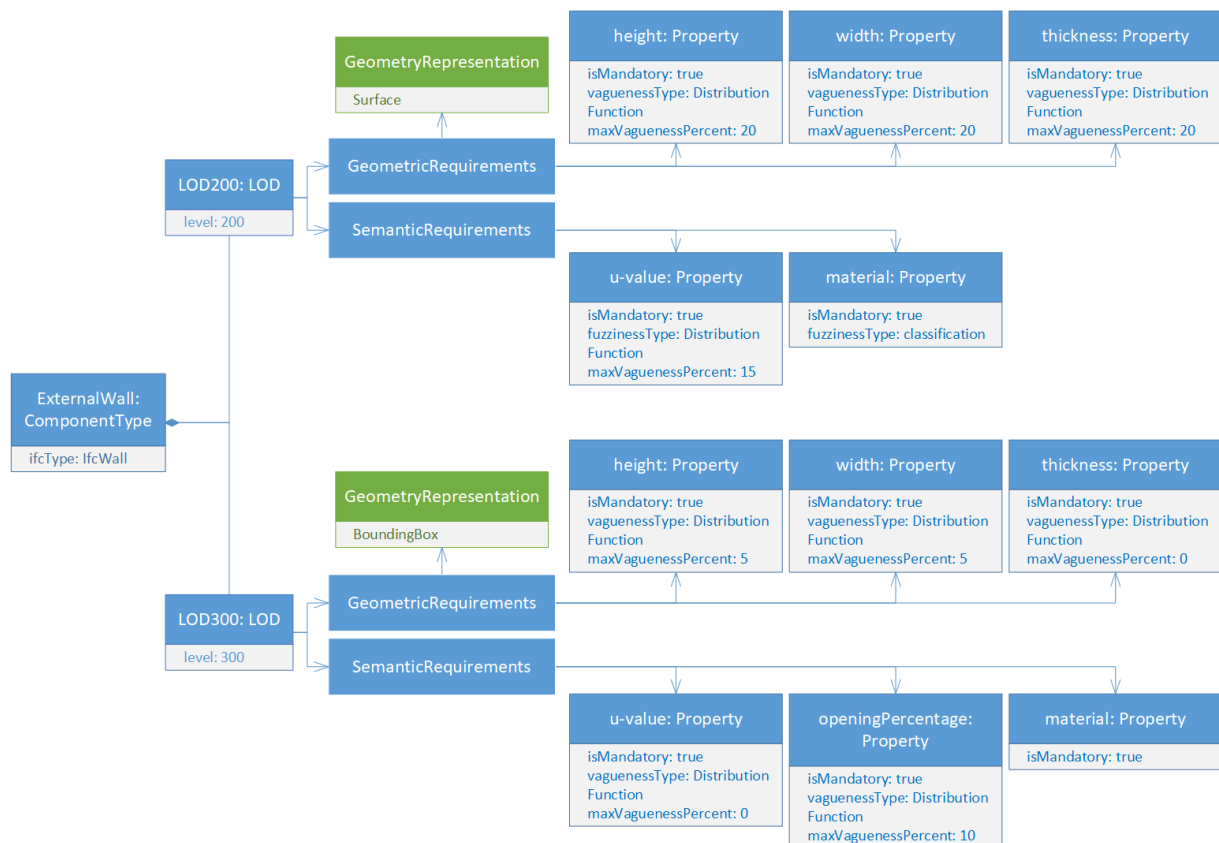 height: Property
isMandatory: true
vaguenessType: Distribution
Function
maxVaguenessPercent: 20
width: Property
isMandatory: true
vaguenessType: Distribution
Function
maxVaguenessPercent: 20
thickness: Property
isMandatory: true
vaguenessType: Distribution
Function
maxVaguenessPercent: 20
GeometryRepresentation
Surface
GeometricRequirements
LOD200: LOD
level: 200
SemanticRequirements
u-value: Property
isMandatory: true
fuzzinessType: Distribution
Function
maxVaguenessPercent: 15
material: Property
isMandatory: true
fuzzinessType: classification
ExternalWall:
ComponentType
ifcType: IfcWall
height: Property
isMandatory: true
vaguenessType: Distribution
Function
maxVaguenessPercent: 5
width: Property
isMandatory: true
vaguenessType: Distribution
Function
maxVaguenessPercent: 5
thickness: Property
isMandatory: true
vaguenessType: Distribution
Function
maxVaguenessPercent: 0
GeometryRepresentation
BoundingBox
GeometricRequirements
LOD300: LOD
level: 300
SemanticRequirements
u-value: Property
isMandatory: true
vaguenessType: Distribution
Function
maxVaguenessPercent: 0
openingPercentage:
Property
isMandatory: true
vaguenessType: Distribution
Function
maxVaguenessPercent: 10
material: Property
isMandatory: true